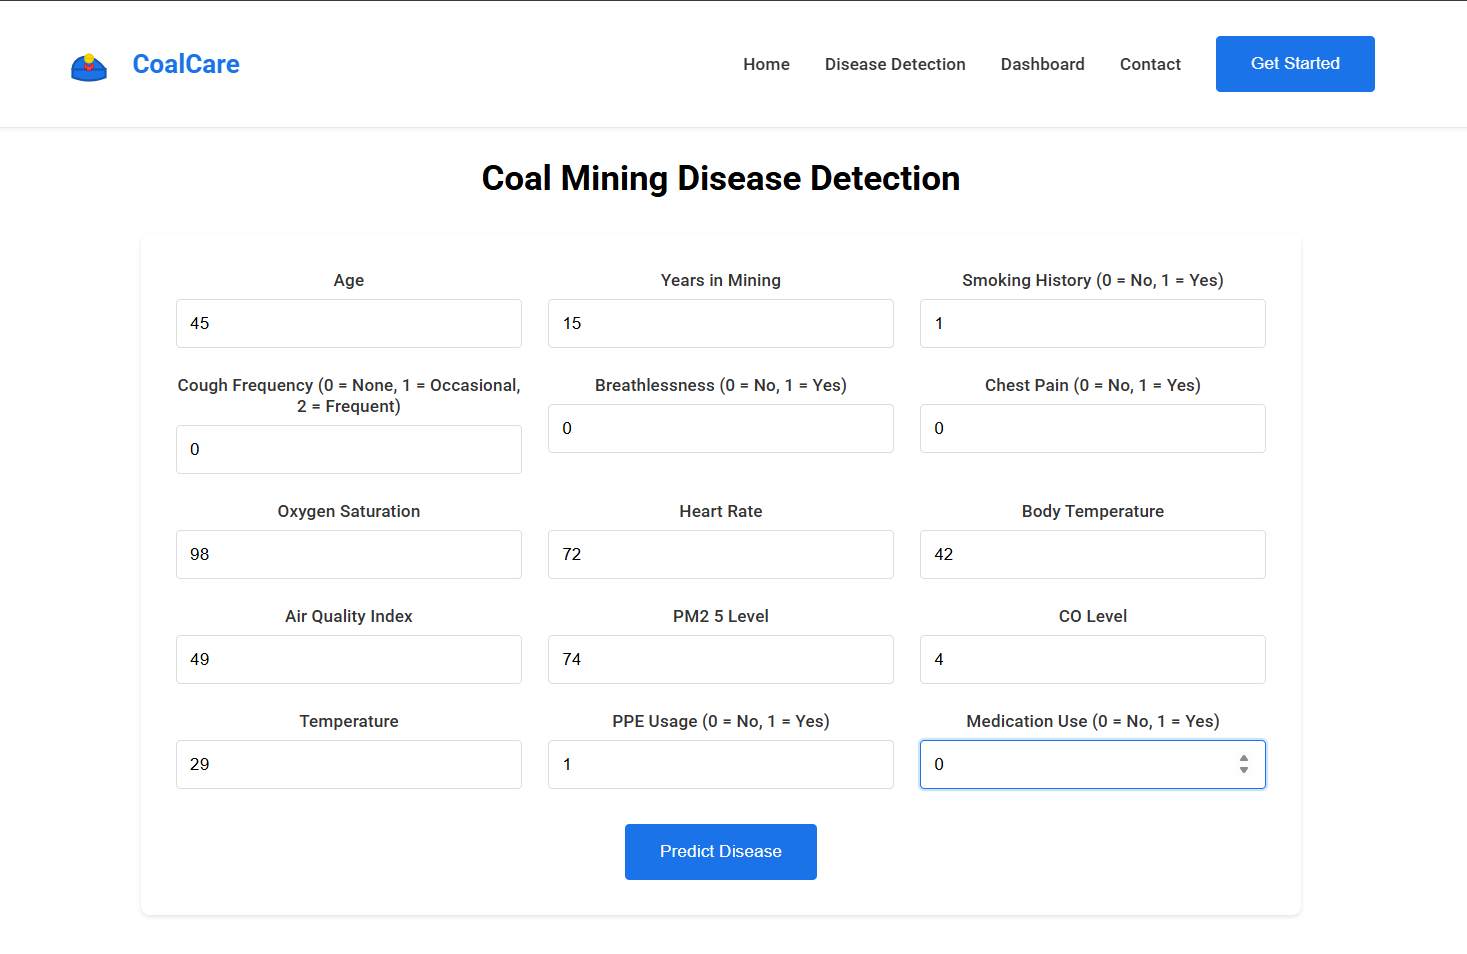 CoalCare
Home
Disease Detection
Dashboard
Contact
Get Started
Coal Mining Disease Detection
Age
45
Years in Mining
15
Smoking History (0 = No, 1 = Yes)
1
Cough Frequency (0 = None, 1 = Occasional,
2 = Frequent)
0
Breathlessness (0 = No, 1 = Yes)
0
Chest Pain (0 = No, 1 = Yes)
0
Oxygen Saturation
98
Heart Rate
72
Body Temperature
42
Air Quality Index
49
PM2 5 Level
74
CO Level
4
Temperature
29
PPE Usage (0 = No, 1 = Yes)
1
Medication Use (0 = No, 1 = Yes)
0
Predict Disease